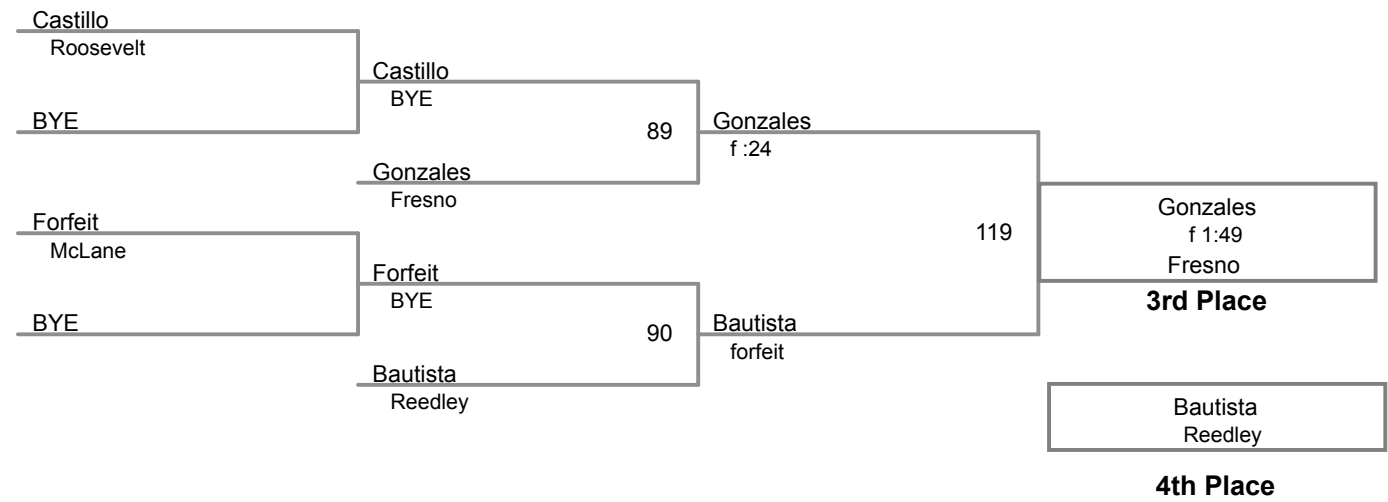 Castillo
Roosevelt
Castillo
BYE
BYE
89
Gonzales
f :24
Gonzales
Fresno
Gonzales
f 1:49
Fresno
3rd Place
119
Forfeit
McLane
Forfeit
BYE
BYE
90
Bautista
forfeit
Bautista
Reedley
Bautista
Reedley
4th Place